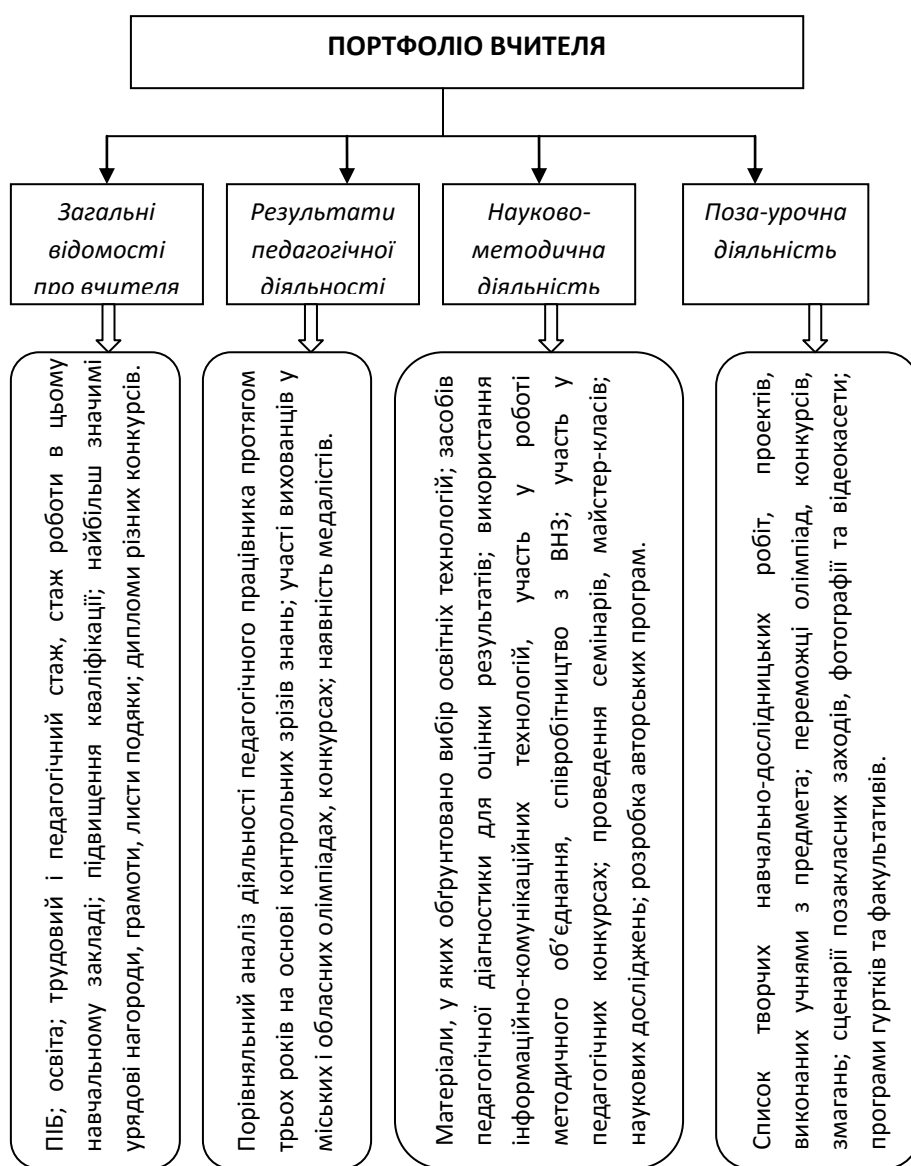 ПОРТФОЛІО ВЧИТЕЛЯ
Загальні
відомості
про вчителя
Результати
педагогічної
діяльності
Науково-
методична
діяльність
Поза-урочна
діяльність
ПІБ; освіта; трудовий і педагогічний стаж, стаж роботи в цьому
навчальному закладі; підвищення кваліфікації; найбільш значимі
урядові нагороди, грамоти, листи подяки; дипломи різних конкурсів.
Порівняльний аналіз діяльності педагогічного працівника протягом
трьох років на основі контрольних зрізів знань; участі вихованців у
міських і обласних олімпіадах, конкурсах; наявність медалістів.
Матеріали, у яких обґрунтовано вибір освітніх технологій; засобів
педагогічної діагностики для оцінки результатів; використання
інформаційно-комунікаційних технологій, участь у роботі
методичного об’єднання, співробітництво з ВНЗ; участь у
педагогічних конкурсах; проведення семінарів, майстер-класів;
наукових досліджень; розробка авторських програм.
Список творчих навчально-дослідницьких робіт, проектів,
виконаних учнями з предмета; переможці олімпіад, конкурсів,
змагань; сценарії позакласних заходів, фотографії та відеокасети;
програми гуртків та факультативів.